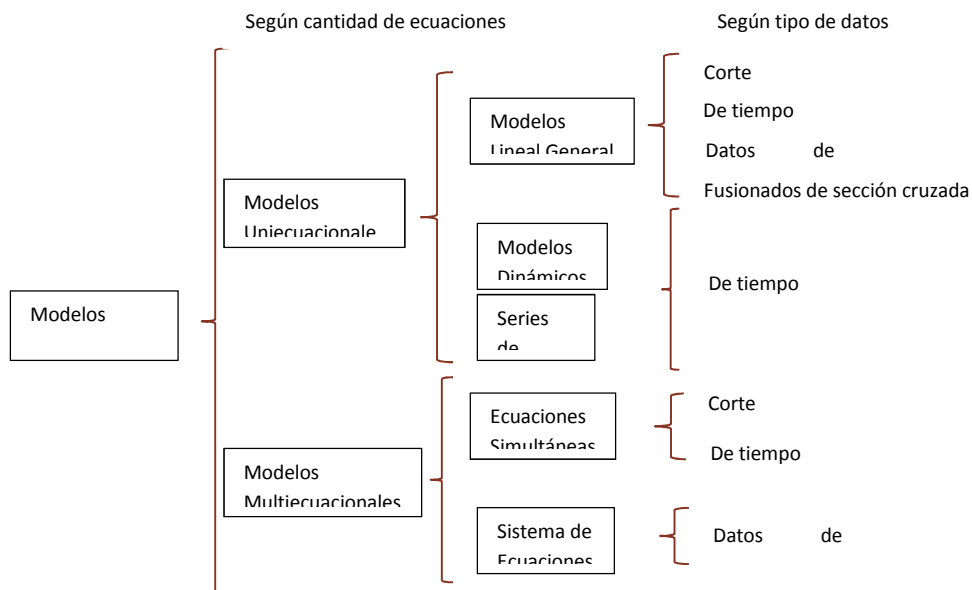 Según cantidad de ecuaciones
Según tipo de datos
Modelos
Modelos
Uniecuacionale
Modelos
Lineal General
Corte
De tiempo
Datos de
Fusionados de sección cruzada
Modelos
Dinámicos
Series
de
De tiempo
Modelos
Multiecuacionales
Ecuaciones
Simultáneas
Corte
De tiempo
Sistema de
Ecuaciones
Datos de